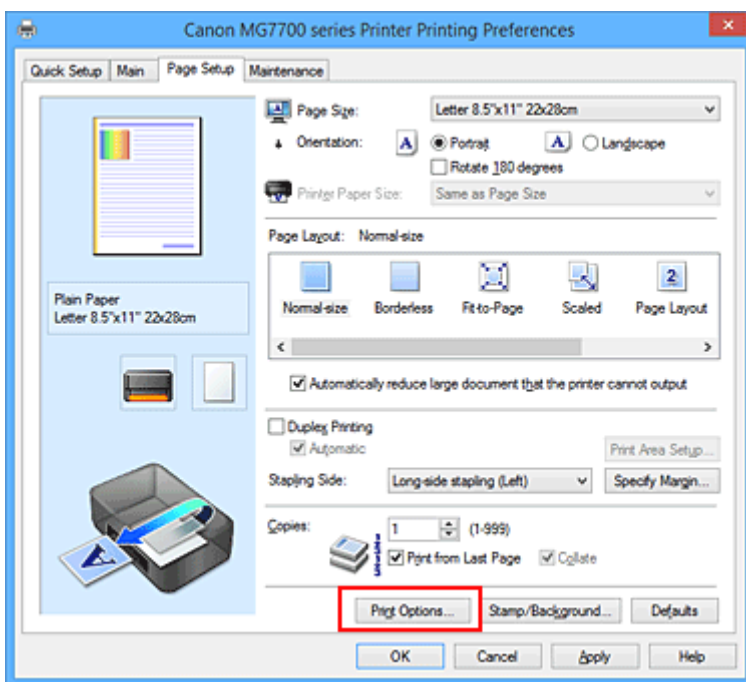 Canon MG7700 series Printer Printing Preferences
Quick Setup Main Page Setup Maintenance
Page Size: Letter 8.5"x11" 22x28cm
Orientation: A Portrait A Landscape
Rotate 180 degrees
Printer Paper Size: Same as Page Size
Page Layout: Normal-size
2
Normal-size Borderless Fit-to-Page Scaled Page Layout
Plain Paper
Letter 8.5"x11" 22x28cm
Automatically reduce large document that the printer cannot output
Duplex Printing
Automatic Print Area Setup...
Stapling Side: Long-side stapling (Left) Specify Margin...
Copies: 1 (1-999)
Print from Last Page Collate
A
Print Options... Stamp/Background... Defaults
OK Cancel Apply Help